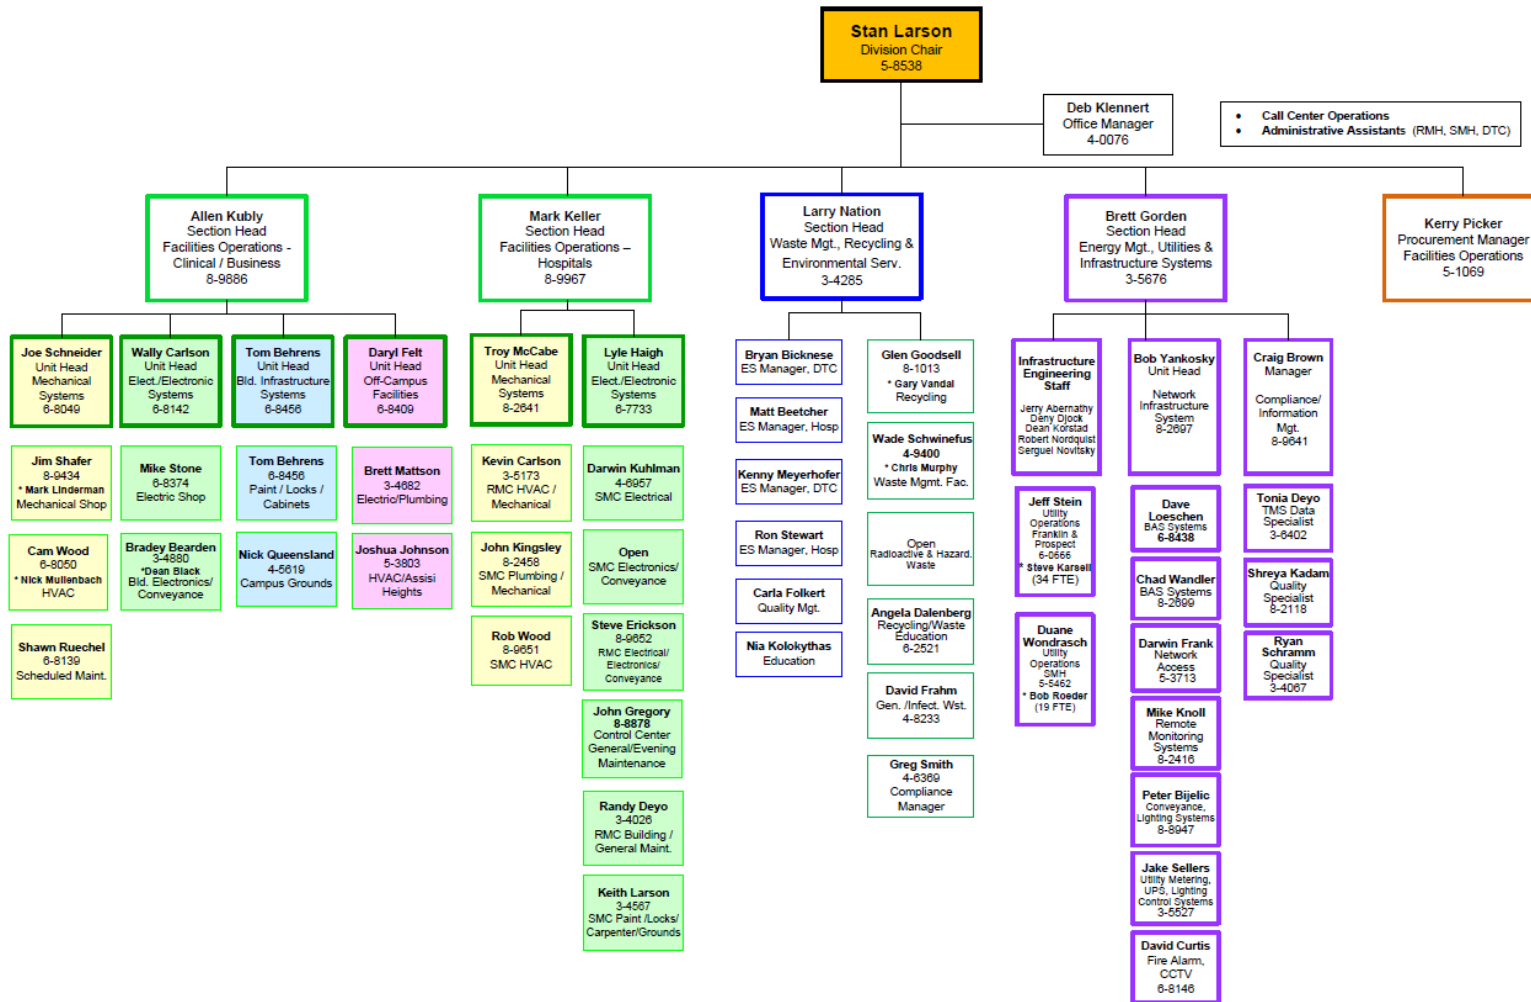 Stan Larson
Division Chair
5-8538
Deb Klennert
Office Manager
4-0076
• Call Center Operations
• Administrative Assistants (RMH, SMH, DTC)
Allen Kubly
Section Head
Facilities Operations -
Clinical / Business
8-9886
Mark Keller
Section Head
Facilities Operations –
Hospitals
8-9967
Larry Nation
Section Head
Waste Mgt., Recycling &
Environmental Serv.
3-4285
Brett Gorden
Section Head
Energy Mgt., Utilities &
Infrastructure Systems
3-5676
Kerry Picker
Procurement Manager
Facilities Operations
5-1069
Joe Schneider
Unit Head
Mechanical
Systems
6-8049
Wally Carlson
Unit Head
Elect./Electronic
Systems
6-8142
Tom Behrens
Unit Head
Bld. Infrastructure
Systems
6-8456
Daryl Felt
Unit Head
Off-Campus
Facilities
6-8409
Troy McCabe
Unit Head
Mechanical
Systems
8-2641
Lyle Haigh
Unit Head
Elect./Electronic
Systems
6-7733
Jim Shafer
8-9434
* Mark Linderman
Mechanical Shop
Cam Wood
6-8050
* Nick Mullenbach
HVAC
Shawn Ruechel
6-8139
Scheduled Maint.
Mike Stone
6-8374
Electric Shop
Bradey Bearden
3-4880
*Dean Black
Bld. Electronics/
Conveyance
Tom Behrens
6-8456
Paint / Locks /
Cabinets
Nick Queensland
4-5619
Campus Grounds
Brett Mattson
3-4682
Electric/Plumbing
Joshua Johnson
5-3803
HVAC/Assisi
Heights
Kevin Carlson
3-5173
RMC HVAC /
Mechanical
John Kingsley
8-2458
SMC Plumbing /
Mechanical
Rob Wood
8-9651
SMC HVAC
Darwin Kuhlman
4-6957
SMC Electrical
Open
SMC Electronics/
Conveyance
Steve Erickson
8-9652
RMC Electrical/
Electronics/
Conveyance
John Gregory
8-8878
Control Center
General/Evening
Maintenance
Randy Deyo
3-4026
RMC Building /
General Maint.
Keith Larson
3-4567
SMC Paint /Locks/
Carpenter/Grounds
Bryan Bicknese
ES Manager, DTC
Matt Beetcher
ES Manager, Hosp
Kenny Meyerhofer
ES Manager, DTC
Ron Stewart
ES Manager, Hosp
Carla Folkert
Quality Mgt.
Nia Kolokythas
Education
Glen Goodsell
8-1013
* Gary Vandal
Recycling
Wade Schwinefus
4-9400
* Chris Murphy
Waste Mgmt. Fac.
Open
Radioactive & Hazard.
Waste
Angela Dalenberg
Recycling/Waste
Education
6-2521
David Frahm
Gen. /Infect. Wst.
4-8233
Greg Smith
4-6369
Compliance
Manager
Infrastructure
Engineering
Staff
Jerry Abernathy
Deny Djock
Dean Korstad
Robert Nordquist
Serguei Novitsky
Jeff Stein
Utility
Operations
Franklin &
Prospect
6-0666
* Steve Karsell
(34 FTE)
Duane
Wondrasch
Utility
Operations
SMH
5-5462
* Bob Roeder
(19 FTE)
Bob Yankosky
Unit Head
Network
Infrastructure
System
8-2697
Dave
Loeschen
BAS Systems
6-8438
Chad Wandler
BAS Systems
8-2699
Darwin Frank
Network
Access
5-3713
Mike Knoll
Remote
Monitoring
Systems
8-2416
Peter Bijelic
Conveyance,
Lighting Systems
8-8947
Jake Sellers
Utility Metering,
UPS, Lighting
Control Systems
3-5527
David Curtis
Fire Alarm,
CCTV
6-8146
Craig Brown
Manager
Compliance/
Information
Mgt.
8-9641
Tonia Deyo
TMS Data
Specialist
3-6402
Shreya Kadam
Quality
Specialist
8-2118
Ryan
Schramm
Quality
Specialist
3-4067